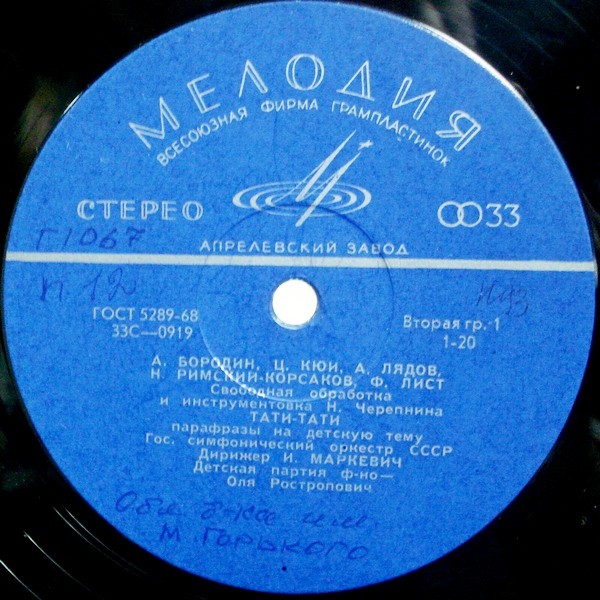 МЕЛОДИЯ
ВСЕСОЮЗНАЯ ФИРМА ГРАМПЛАСТИНОК
СТЕРЕО
33
Г1067
АПРЕЛЕВСКИЙ ЗАВОД
п 12
ГОСТ 5289-68
33С—0919
Вторая гр. 1
1-20
А. БОРОДИН, Ц. КЮИ, А. ЛЯДОВ,
Н. РИМСКИЙ-КОРСАКОВ, Ф. ЛИСТ
Свободная обработка
и инструментовка Н. Черепнина
ТАТИ-ТАТИ
парафразы на детскую тему
Гос. симфонический оркестр СССР
Дирижер И. МАРКЕВИЧ
Детская партия ф-но—
Оля Ростропович
им.
М Горького